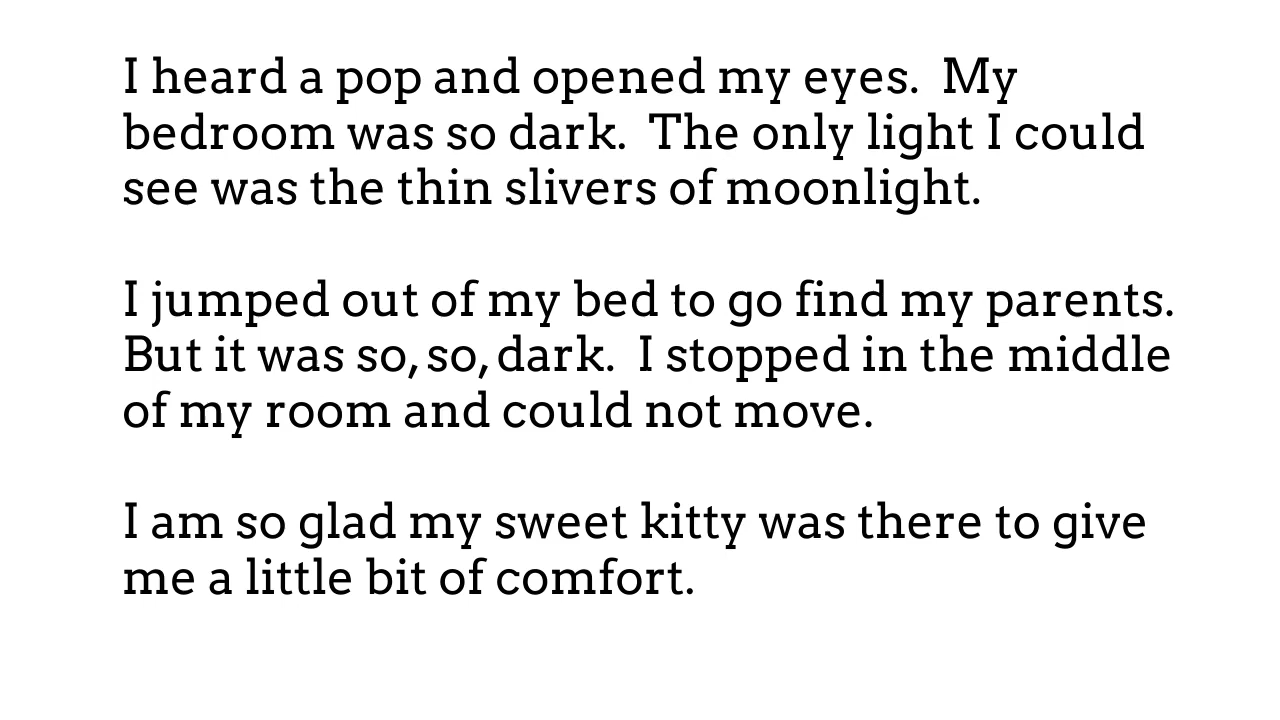 I heard a pop and opened my eyes.  My
bedroom was so dark.  The only light I could
see was the thin slivers of moonlight.

I jumped out of my bed to go find my parents.
But it was so, so, dark.  I stopped in the middle
of my room and could not move.

I am so glad my sweet kitty was there to give
me a little bit of comfort.